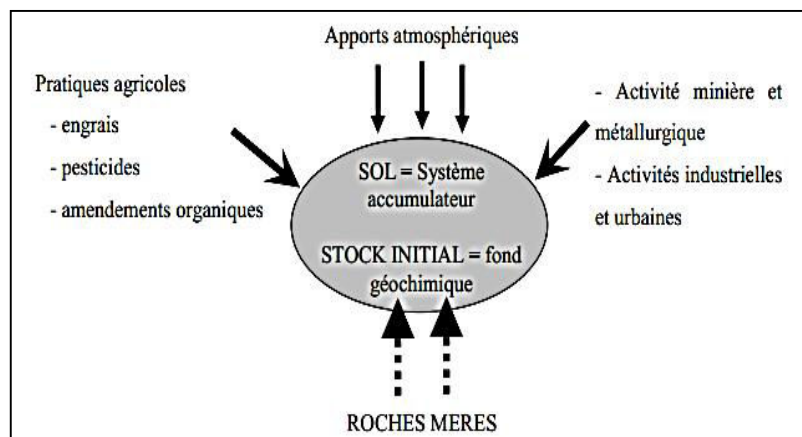 Apports atmosphériques
Pratiques agricoles
- engrais
- pesticides
- amendements organiques
- Activité minière et
métallurgique
- Activités industrielles
et urbaines
SOL = Système
accumulateur
STOCK INITIAL = fond
géochimique
ROCHES MERES